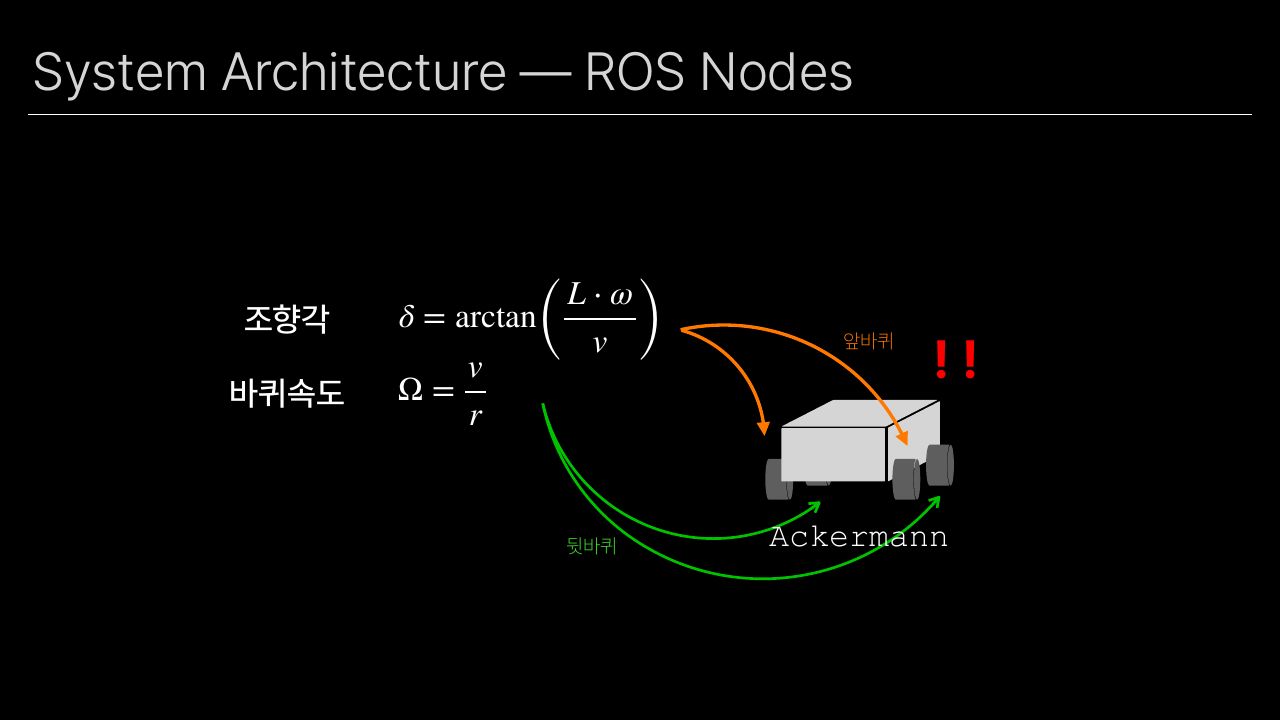 System Architecture — ROS Nodes
조향각 δ = arctan(L · ω / v)
앞바퀴
!!
바퀴속도 Ω = v / r
Ackermann
뒷바퀴